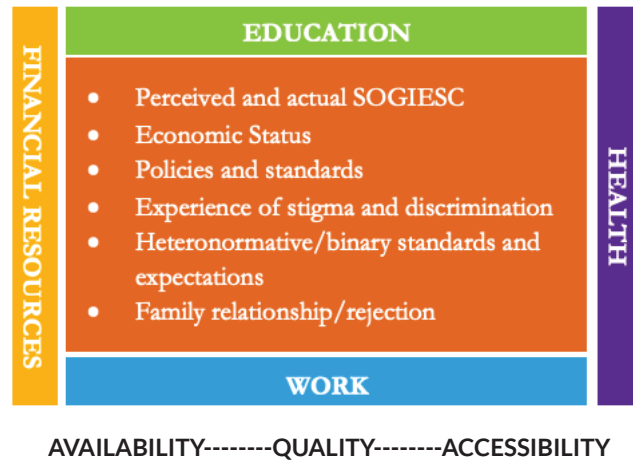 EDUCATION
FINANCIAL RESOURCES
• Perceived and actual SOGIESC
• Economic Status
• Policies and standards
• Experience of stigma and discrimination
• Heteronormative/binary standards and
expectations
• Family relationship/rejection
HEALTH
WORK
AVAILABILITY--------QUALITY--------ACCESSIBILITY